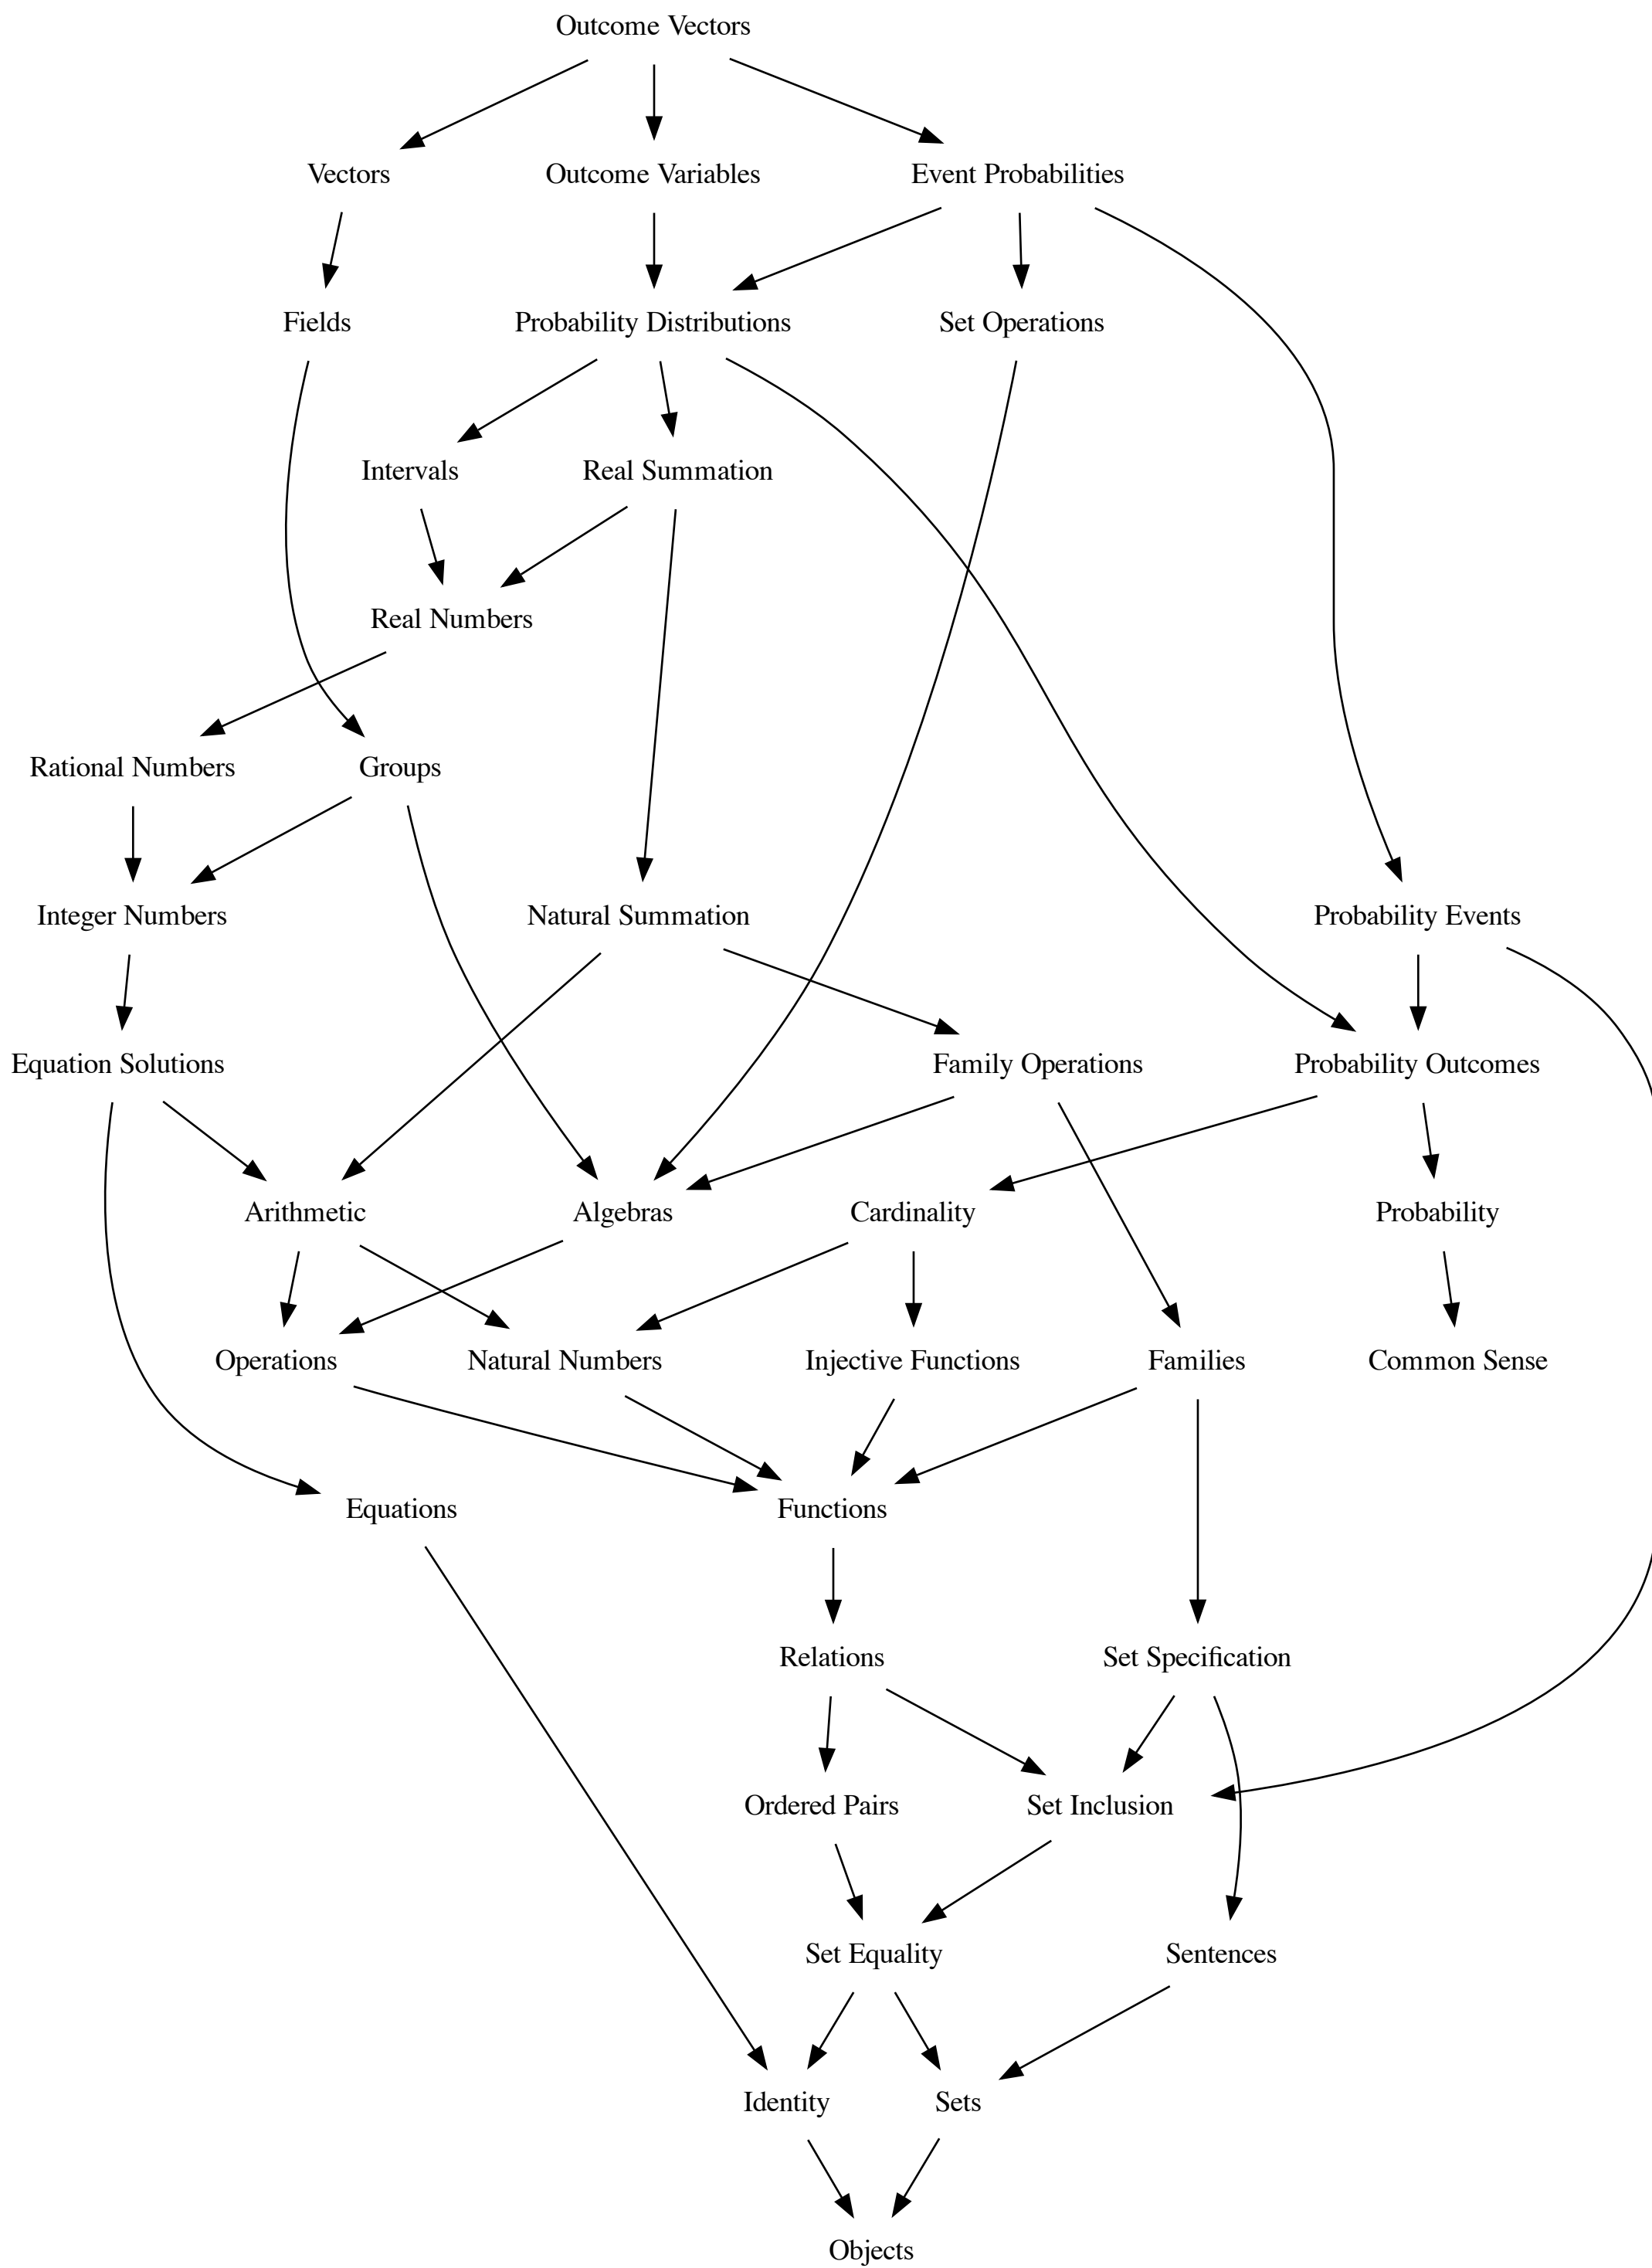 Outcome Vectors
Vectors
Outcome Variables
Event Probabilities
Fields
Probability Distributions
Set Operations
Intervals
Real Summation
Real Numbers
Rational Numbers
Groups
Integer Numbers
Natural Summation
Probability Events
Equation Solutions
Family Operations
Probability Outcomes
Arithmetic
Algebras
Cardinality
Probability
Operations
Natural Numbers
Injective Functions
Families
Common Sense
Equations
Functions
Relations
Set Specification
Ordered Pairs
Set Inclusion
Set Equality
Sentences
Identity
Sets
Objects